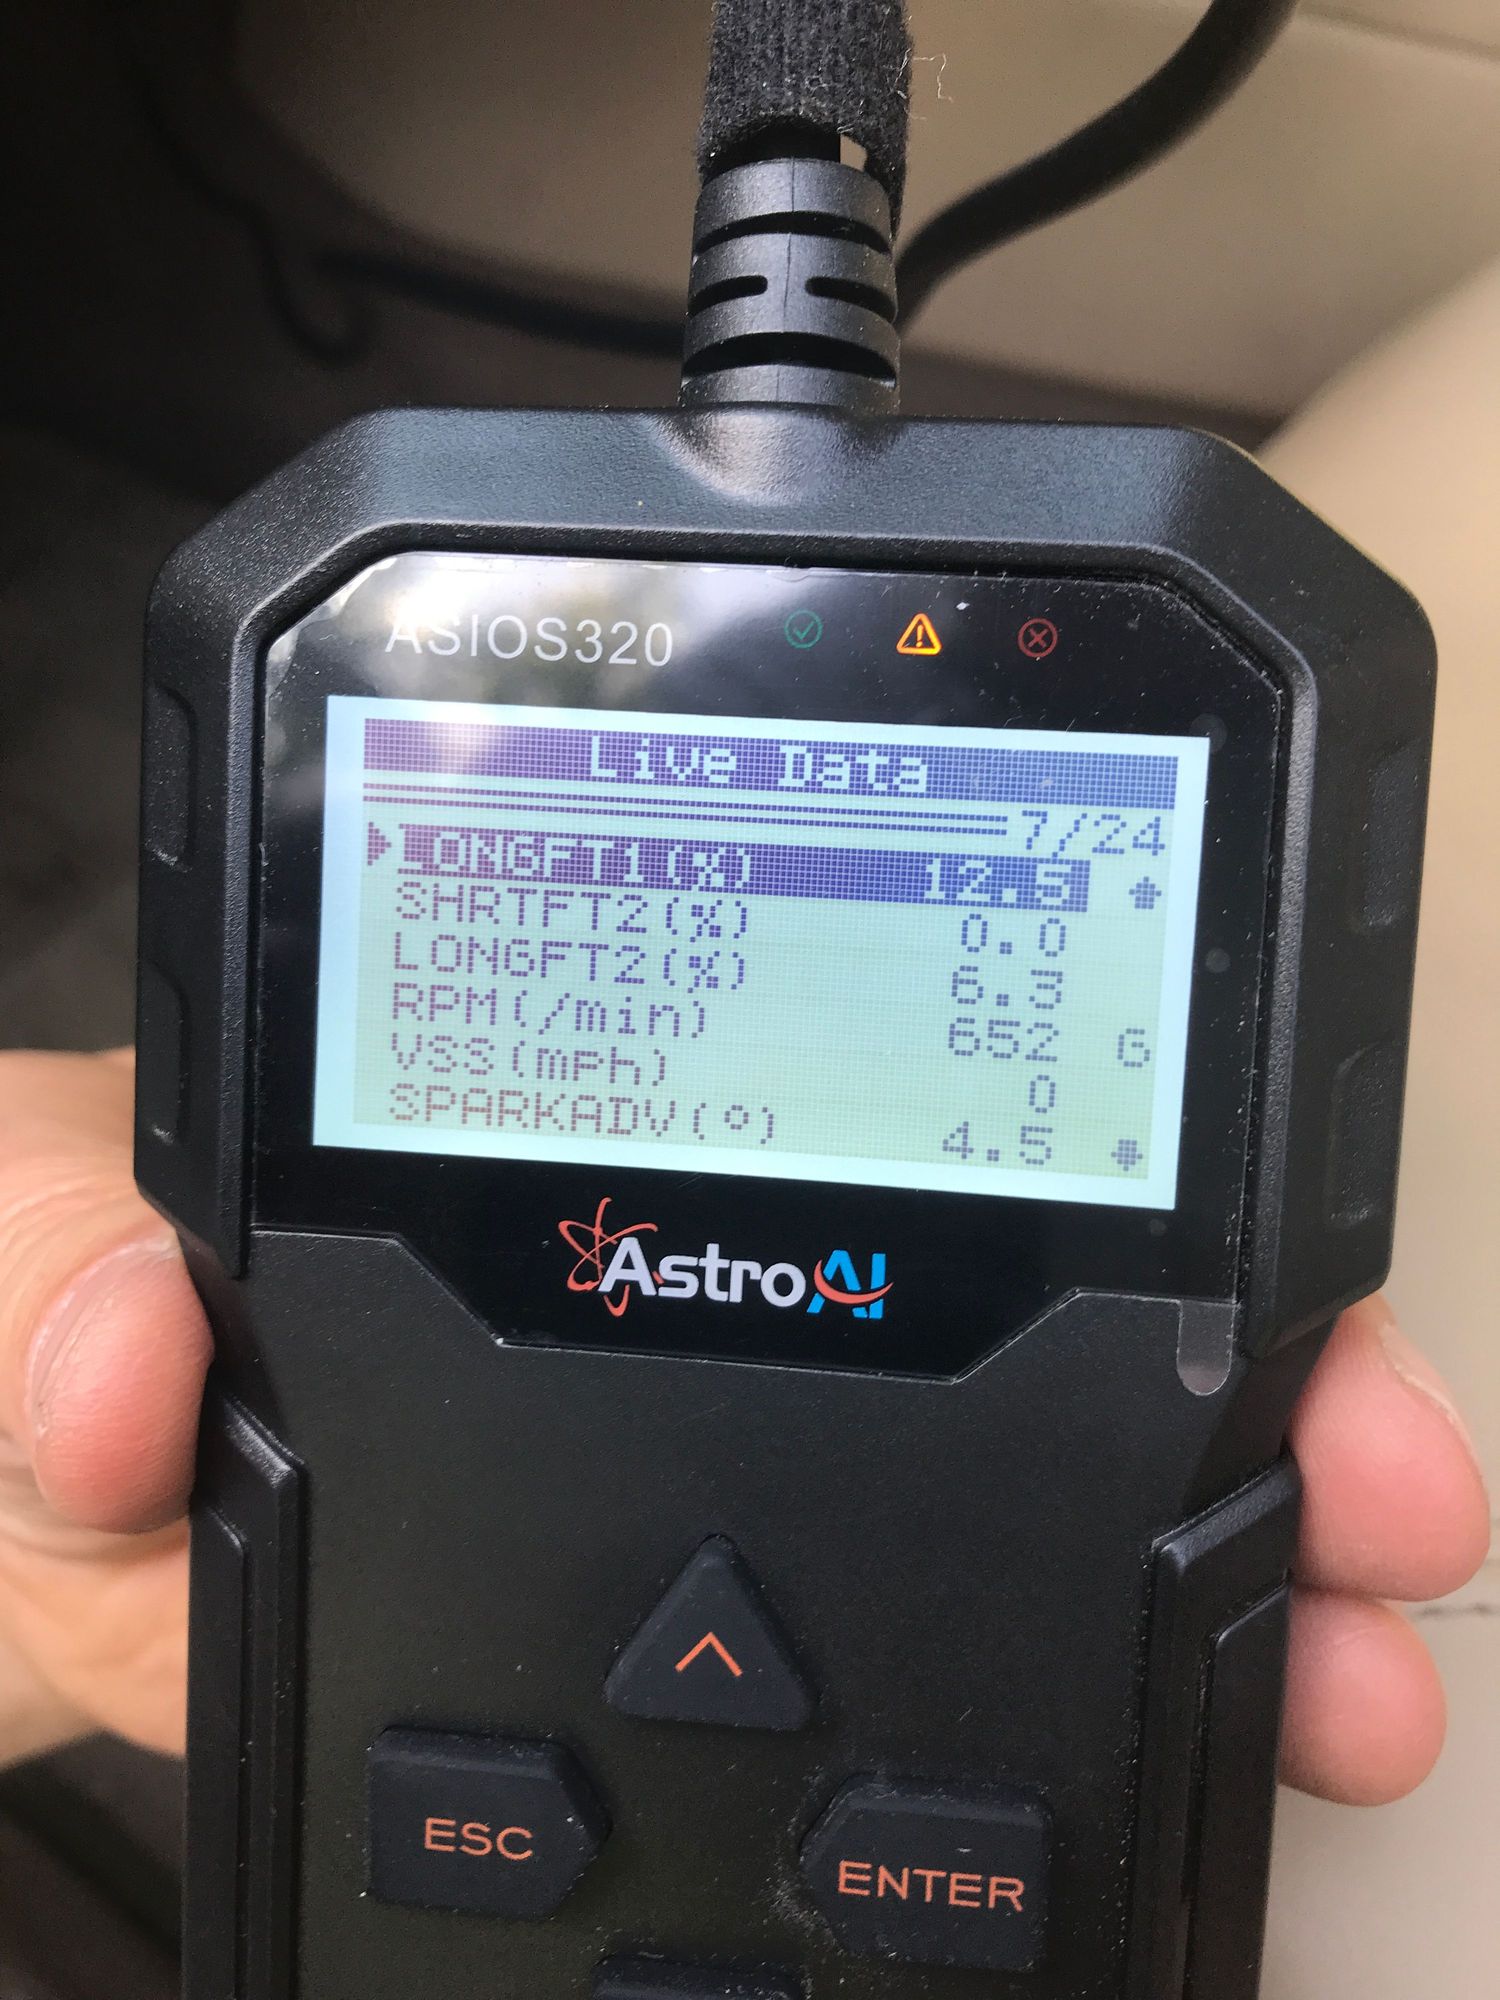 ASIOS320
Live Data
7/24
LONGFT1(%) 12.5
SHRTFT2(%) 0.0
LONGFT2(%) 6.3
RPM(/min) 652 G
VSS(mph) 0
SPARKADV(°) 4.5
AstroAI
ESC
ENTER